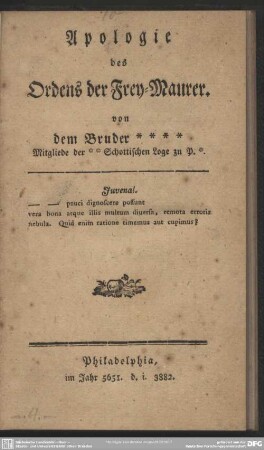 Apologie
des
Ordens der Frey-Maurer.
von
dem Bruder * * * *
Mitgliede der * * Schottischen Loge zu P. *.
Juvenal.
— — pauci dignoscere possunt
vera bona atque illis multum diversa, remota erroris
nebula. Quid enim ratione timemus aut cupimus?
Philadelphia,
im Jahr 5651. d. i. 3882.